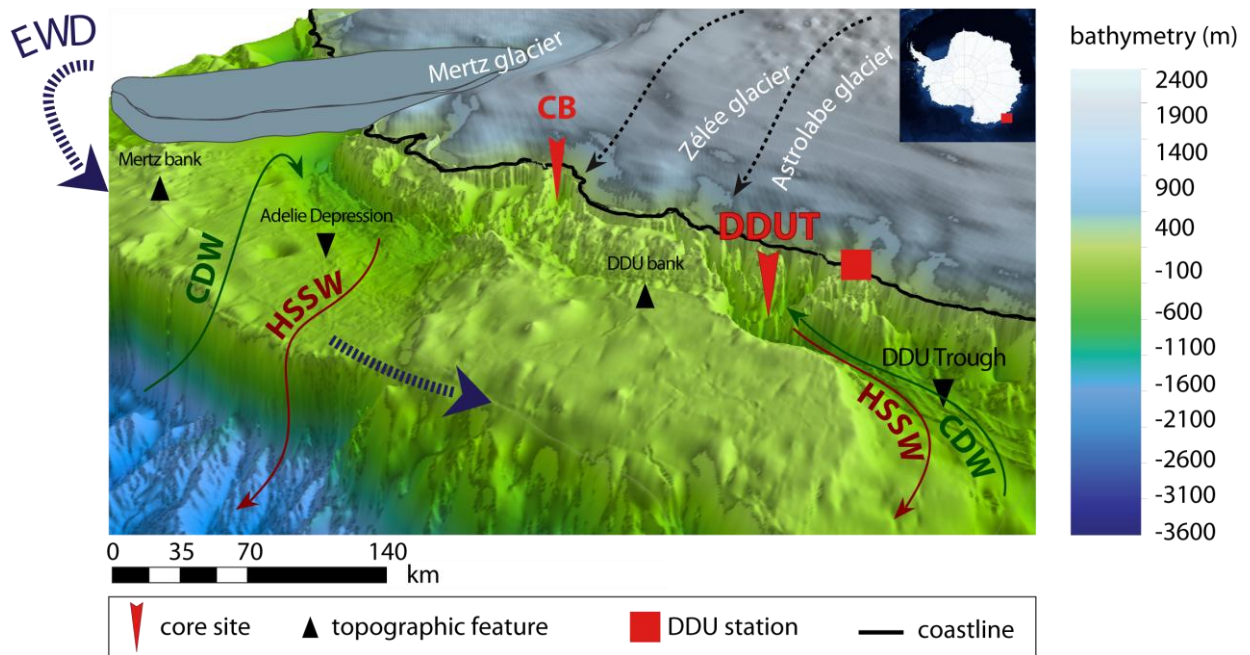 EWD
Mertz glacier
Zélée glacier
Astrolabe glacier
CB
Mertz bank
Adelie Depression
CDW
HSSW
DDU bank
DDUT
DDU Trough
HSSW
CDW
bathymetry (m)
2400
1900
1400
900
400
-100
-600
-1100
-1600
-2100
-2600
-3100
-3600
0 35 70 140
km
core site
topographic feature
DDU station
coastline